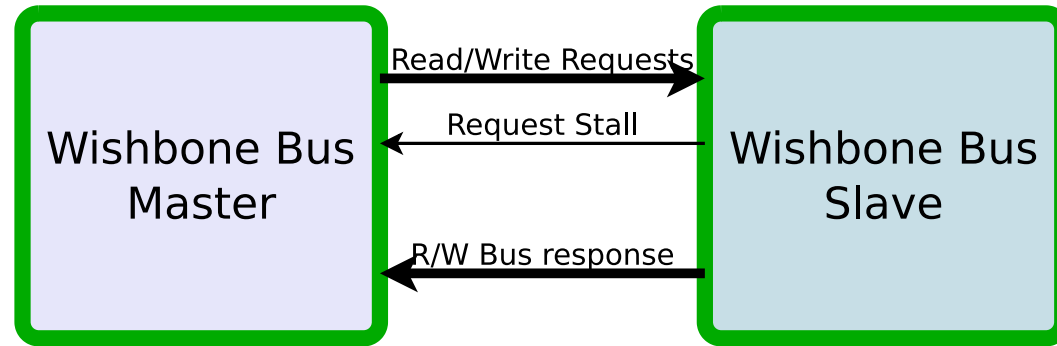 Wishbone Bus
Master
Read/Write Requests
Request Stall
R/W Bus response
Wishbone Bus
Slave